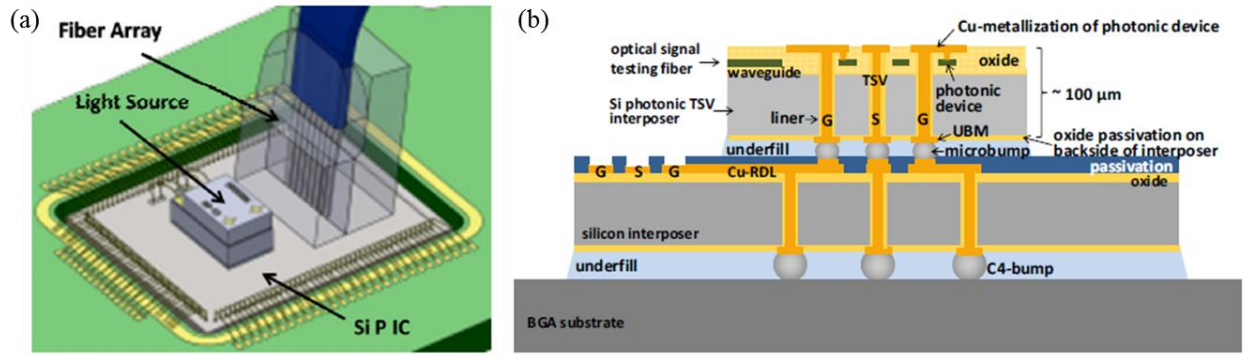 (a)
Fiber Array
Light Source
Si P IC
(b)
Cu-metallization of photonic device
optical signal
testing fiber
waveguide
oxide
TSV
photonic
device
~ 100 μm
Si photonic TSV
interposer
liner
G
S
G
UBM
oxide passivation on
backside of interposer
underfill
microbump
passivation
G
S
G
Cu-RDL
oxide
silicon interposer
underfill
C4-bump
BGA substrate